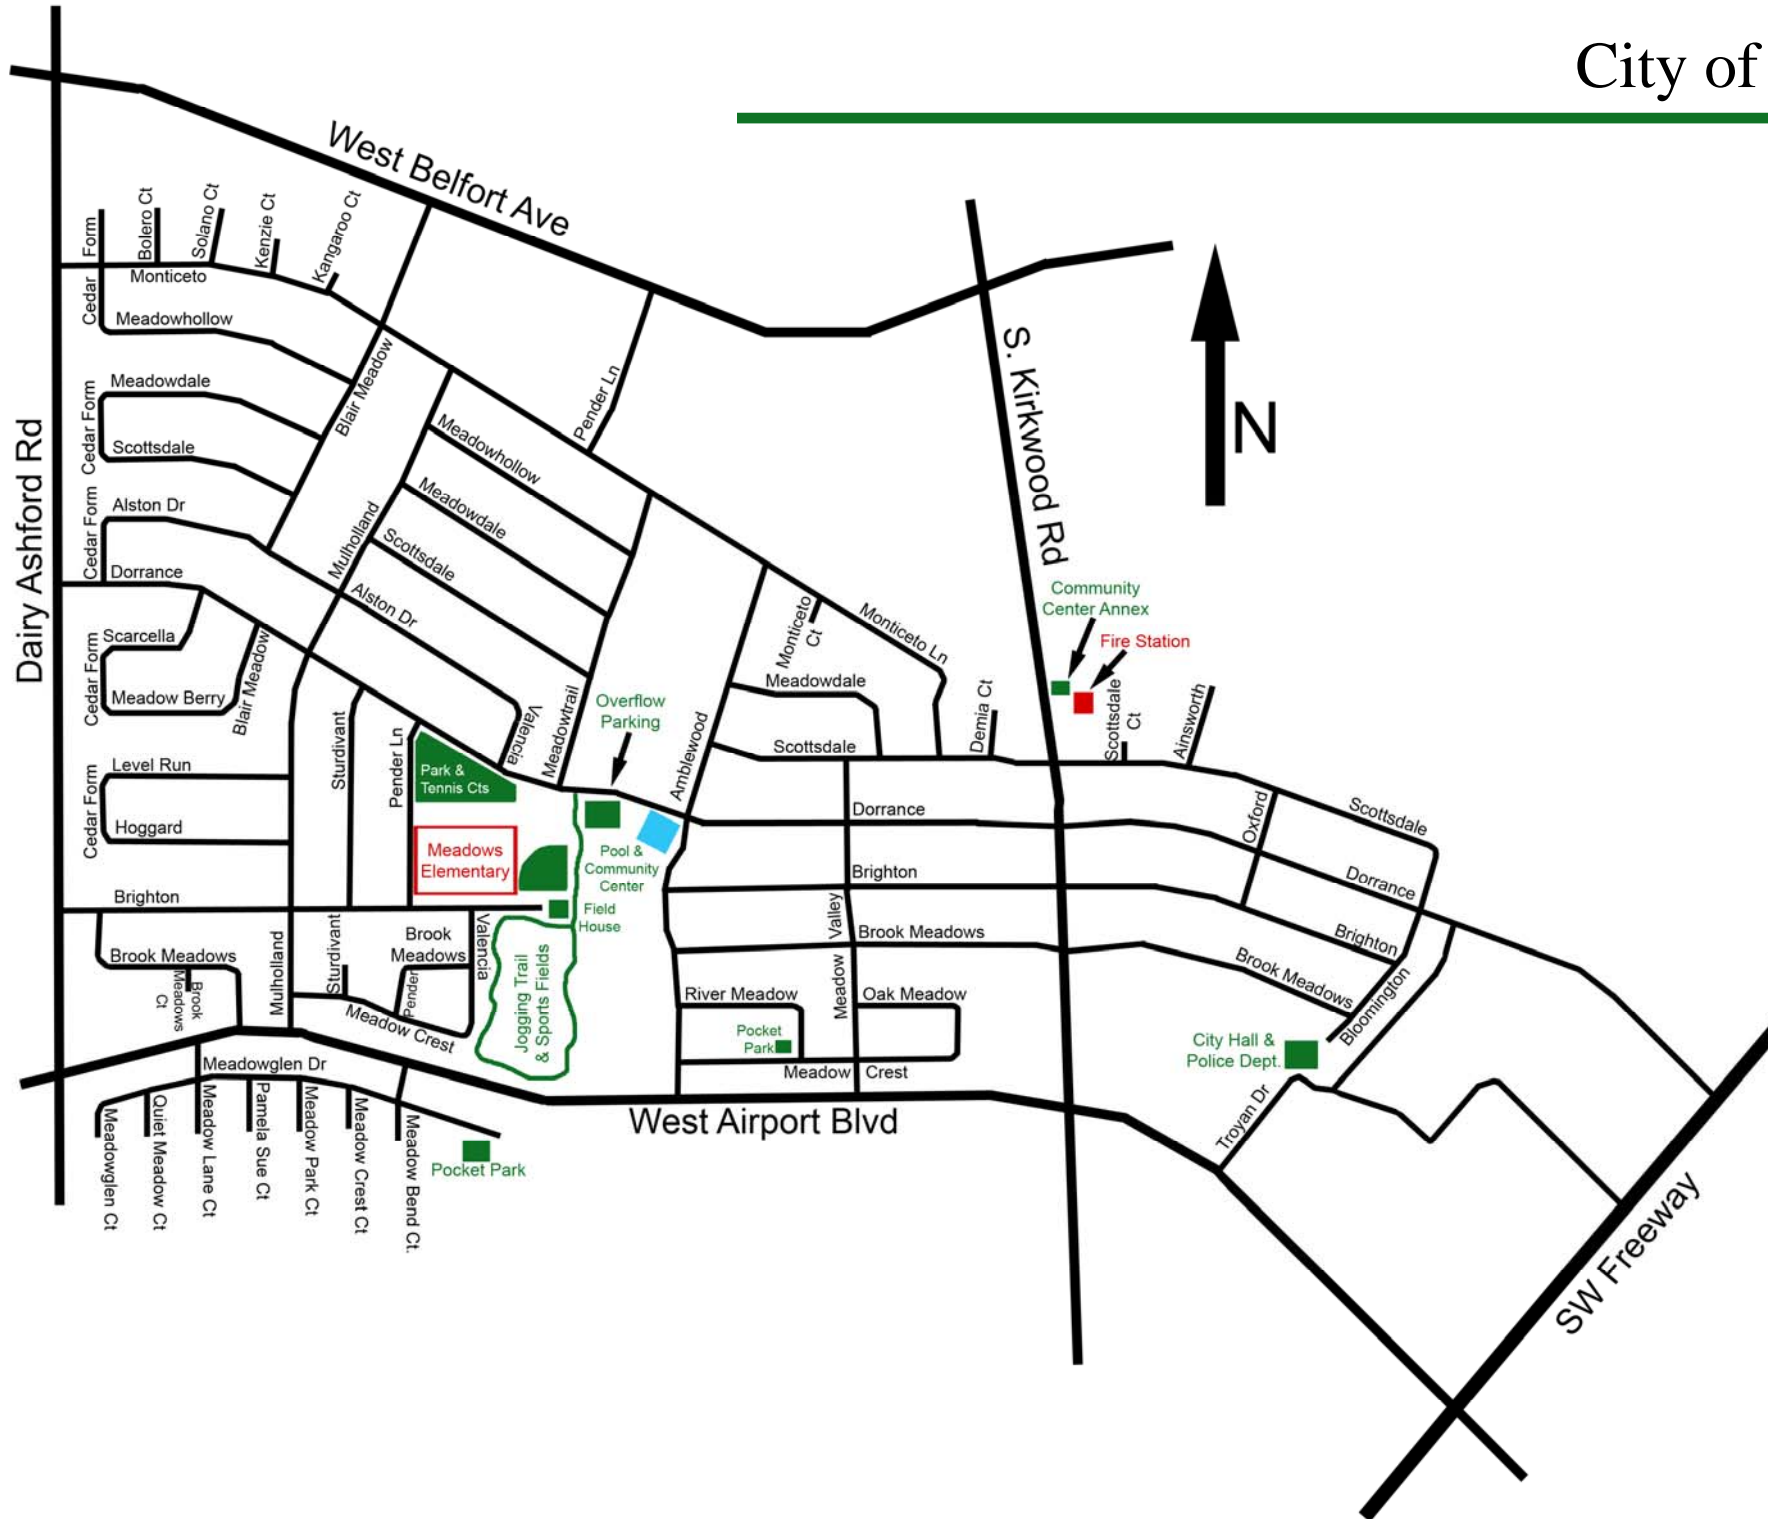 City of
West Belfort Ave
Dairy Ashford Rd
S. Kirkwood Rd
N
Cedar Form
Bolero Ct
Solano Ct
Kenzie Ct
Kangaroo Ct
Monticeto
Meadowhollow
Blair Meadow
Pender Ln
Cedar Form
Meadowdale
Scottsdale
Meadowhollow
Meadowdale
Scottsdale
Mulholland
Cedar Form
Alston Dr
Dorrance
Alston Dr
Community
Center Annex
Fire Station
Monticeto
Ct
Monticeto Ln
Cedar Form
Scarcella
Meadow Berry
Blair Meadow
Sturdivant
Pender Ln
Valencia
Meadowtrail
Overflow
Parking
Amblewood
Meadowdale
Scottsdale
Demia Ct
Scottsdale
Ct
Ainsworth
Park &
Tennis Cts
Cedar Form
Level Run
Hoggard
Meadows
Elementary
Pool &
Community
Center
Dorrance
Oxford
Scottsdale
Brighton
Dorrance
Brighton
Field
House
Brighton
Brook Meadows
Brook
Meadows
Ct
Mulholland
Sturdivant
Brook
Meadows
Pender
Valencia
Meadow Crest
Jogging Trail
& Sports Fields
Valley
Meadow
Brook Meadows
Brook Meadows
Bloomington
River Meadow
Oak Meadow
Pocket
Park
Meadow Crest
City Hall &
Police Dept.
Troyan Dr
Meadowglen Dr
West Airport Blvd
Meadowglen Ct
Quiet Meadow Ct
Meadow Lane Ct
Pamela Sue Ct
Meadow Park Ct
Meadow Crest Ct
Meadow Bend Ct.
Pocket Park
SW Freeway